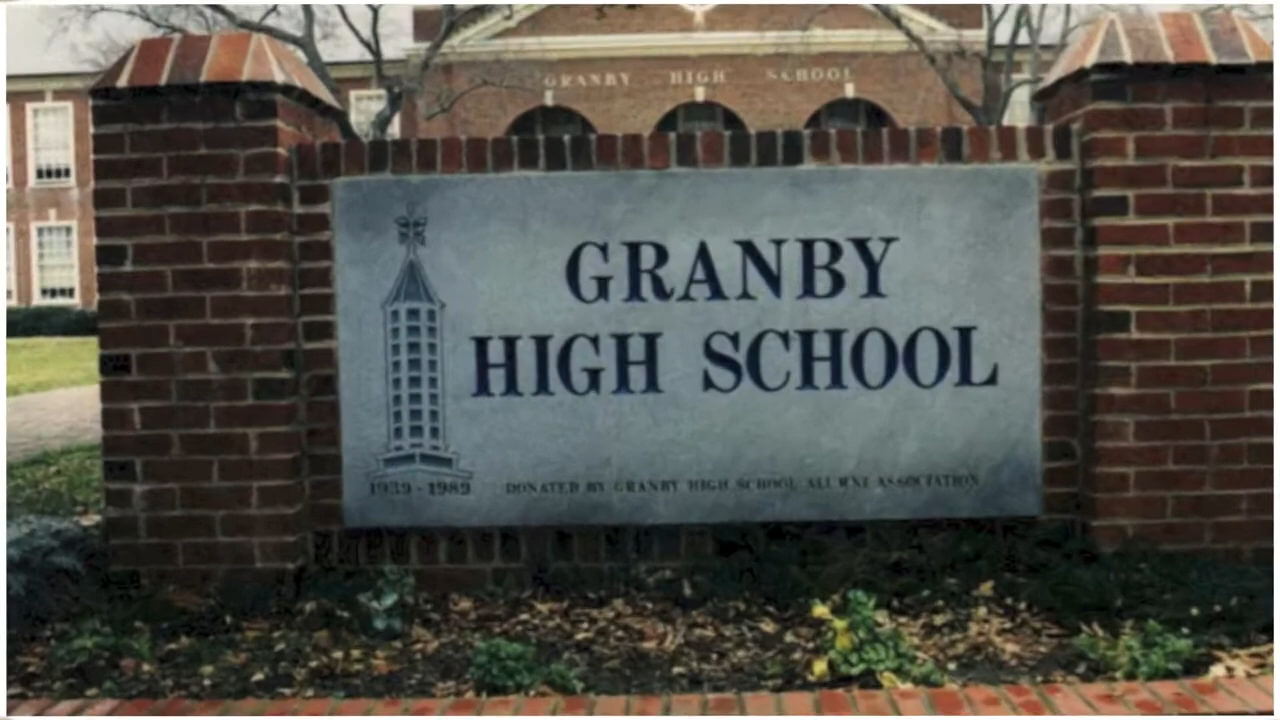 GRANBY HIGH SCHOOL
GRANBY
HIGH SCHOOL
1939 - 1989
DONATED BY GRANBY HIGH SCHOOL ALUMNI ASSOCIATION